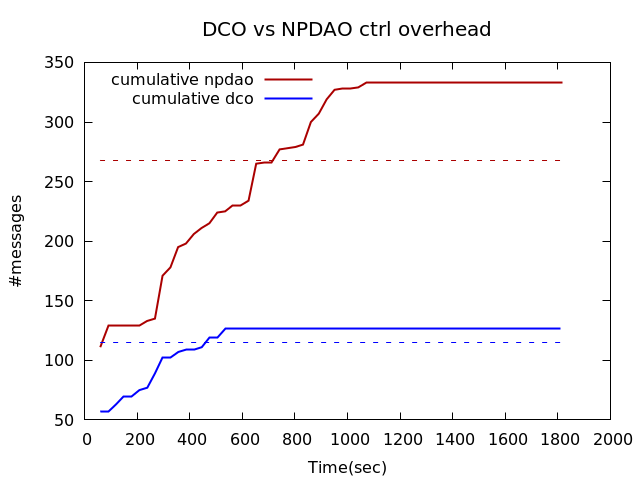 DCO vs NPDAO ctrl overhead
350
300
250
200
150
100
50
#messages
cumulative npdao
cumulative dco
0 200 400 600 800 1000 1200 1400 1600 1800 2000
Time(sec)